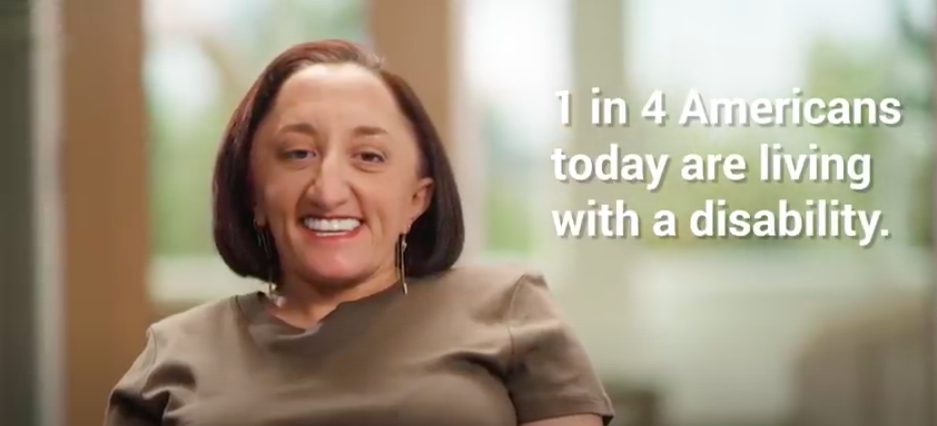 1 in 4 Americans
today are living
with a disability.